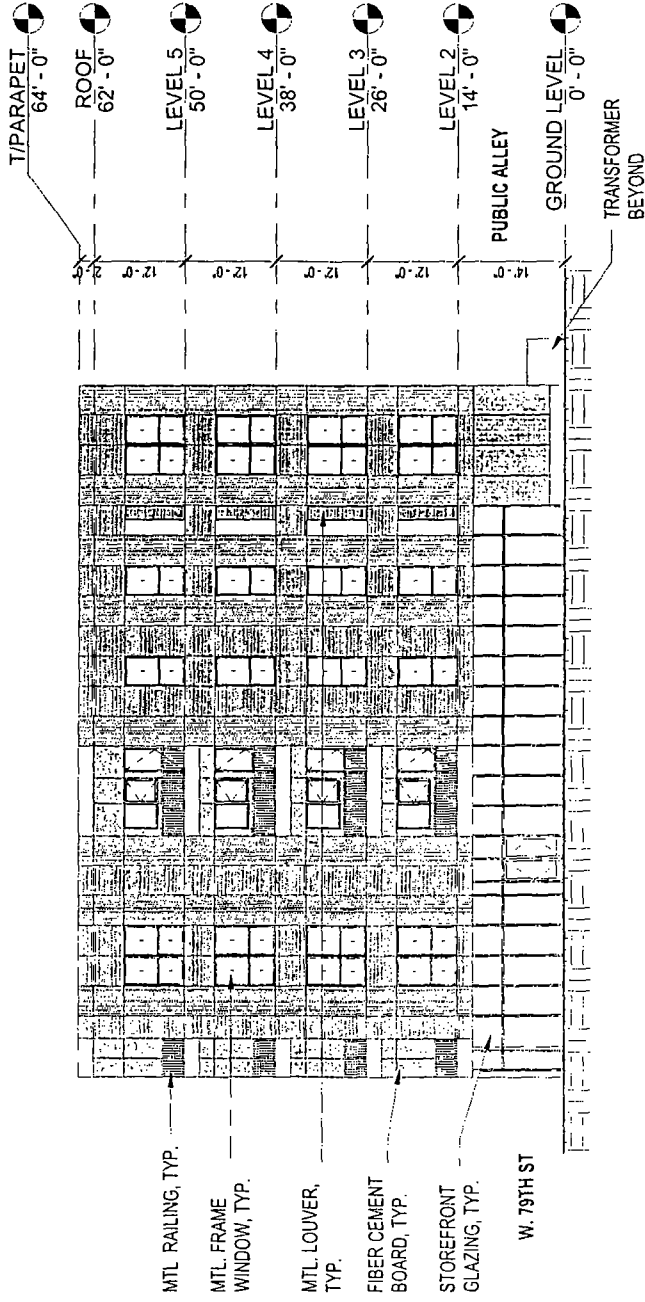 T/PARAPET
64' - 0"
ROOF
62' - 0"
LEVEL 5
50' - 0"
LEVEL 4
38' - 0"
LEVEL 3
26' - 0"
LEVEL 2
14' - 0"
GROUND LEVEL
0' - 0"
2' - 0"
12' - 0"
12' - 0"
12' - 0"
12' - 0"
14' - 0"
PUBLIC ALLEY
TRANSFORMER
BEYOND
MTL RAILING, TYP.
MTL. FRAME
WINDOW, TYP.
MTL. LOUVER,
TYP.
FIBER CEMENT
BOARD, TYP.
STOREFRONT
GLAZING, TYP.
W. 79TH ST